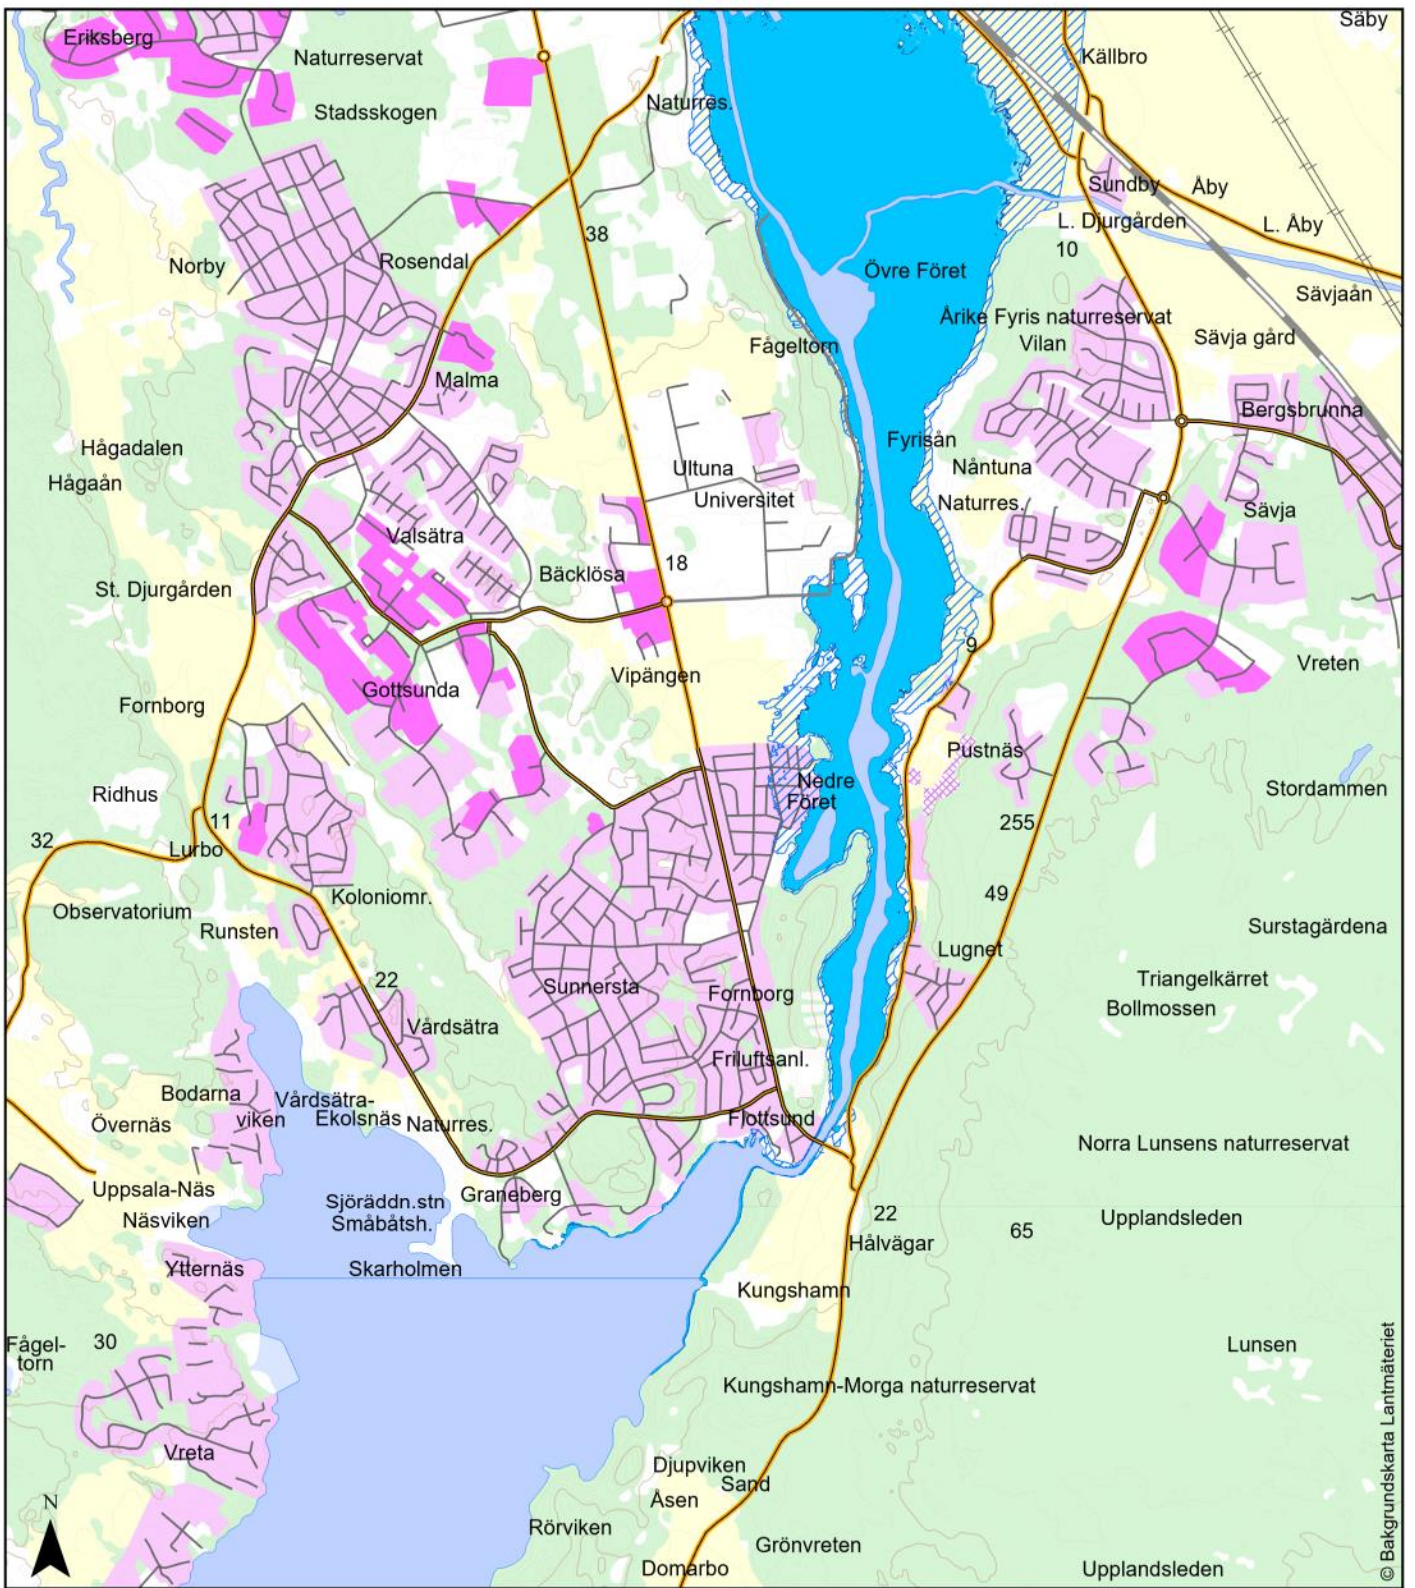 Säby
Eriksberg
Naturreservat
Källbro
Naturres.
Stadsskogen
Sundby
Åby
L. Djurgården
L. Åby
38
10
Norby
Rosendal
Övre Föret
Sävjaån
Årike Fyris naturreservat
Sävja gård
Fågeltorn
Vilan
Malma
Bergsbrunna
Hågadalen
Fyrisån
Ultuna
Nåntuna
Hågaån
Universitet
Naturres.
Sävja
Valsätra
18
Bäcklösa
St. Djurgården
9
Vreten
Vipängen
Gottsunda
Fornborg
Pustnäs
Nedre
Föret
Stordammen
Ridhus
11
255
32
Lurbo
Koloniomr.
49
Observatorium
Runsten
Surstagärdena
Lugnet
22
Sunnersta
Fornborg
Triangelkärret
Bollmossen
Vårdsätra
Friluftsanl.
Bodarna
Vårdsätra-
viken
Ekolsnäs
Naturres.
Flottsund
Övernäs
Norra Lunsens naturreservat
Uppsala-Näs
Graneberg
Sjöräddn.stn
Näsviken
Småbåtsh.
22
65
Upplandsleden
Hålvägar
Ytternäs
Skarholmen
Kungshamn
30
Fågel-
torn
Lunsen
Kungshamn-Morga naturreservat
Vreta
Djupviken
Sand
Åsen
N
Rörviken
Grönvreten
Domarbo
Upplandsleden
© Bakgrundskarta Lantmäteriet